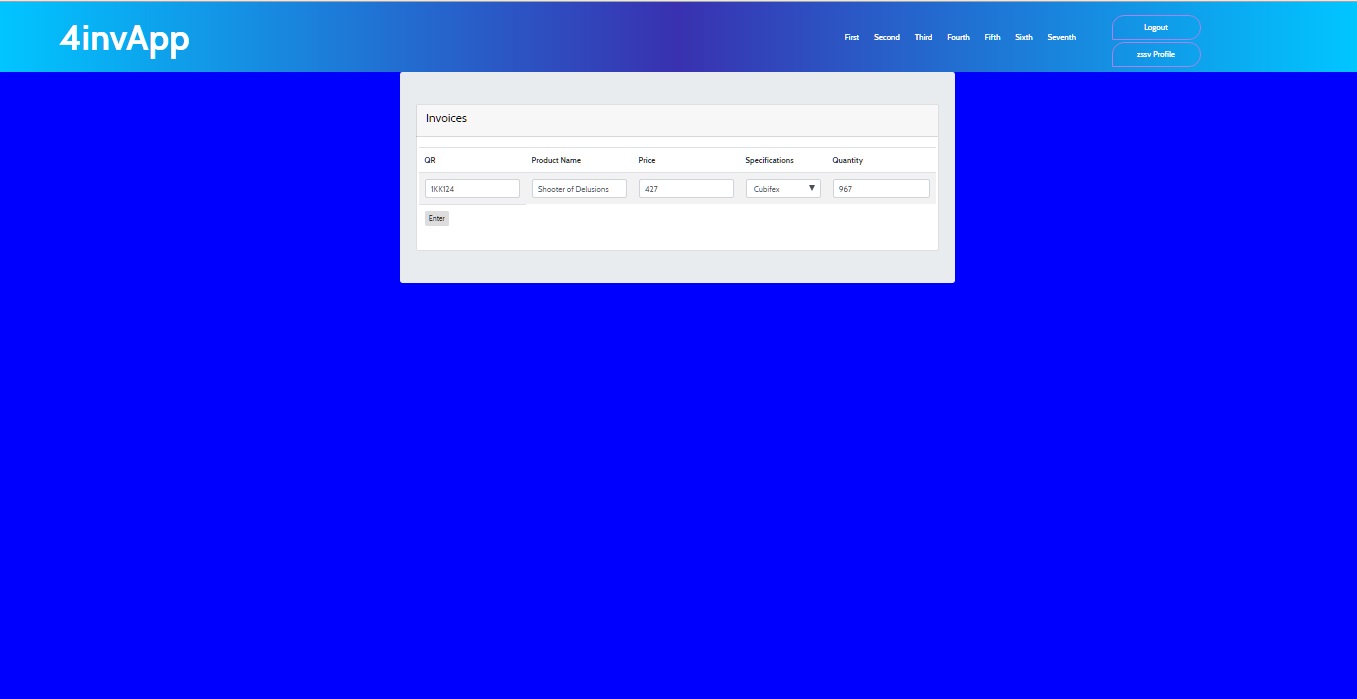 4invApp
First Second Third Fourth Fifth Sixth Seventh
Logout
zssv Profile
Invoices
QR Product Name Price Specifications Quantity
1KK124 Shooter of Delusions 427 Cubifex 967
Enter